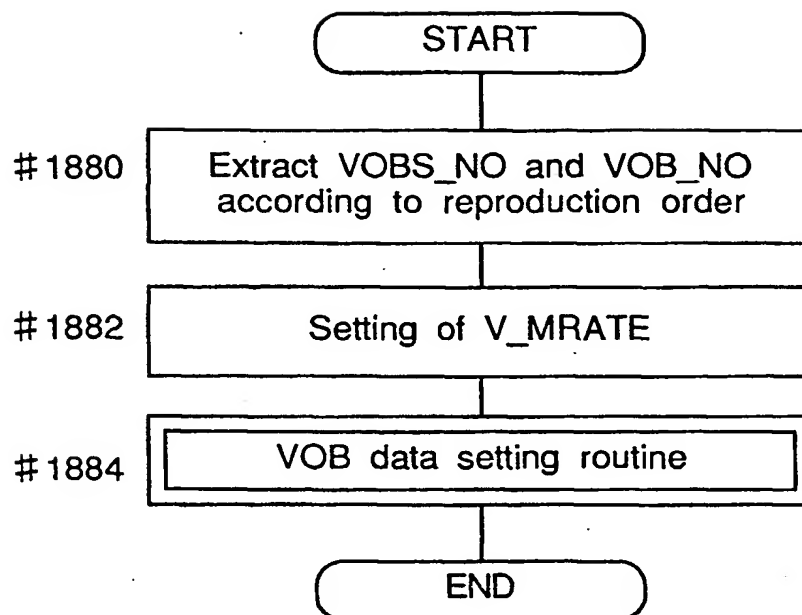 START
#1880
Extract VOBS_NO and VOB_NO
according to reproduction order
#1882
Setting of V_MRATE
#1884
VOB data setting routine
END